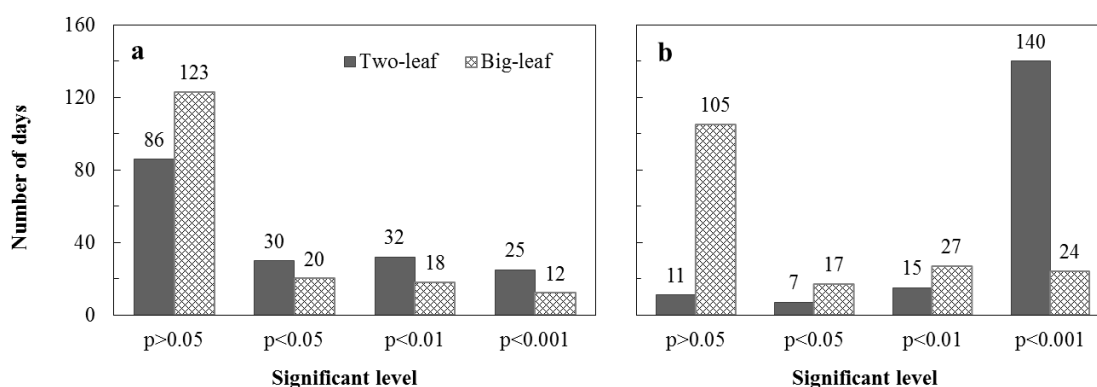 Number of days
160
120
80
40
0
a
Two-leaf
Big-leaf
86
123
30
20
32
18
25
12
p>0.05
p<0.05
p<0.01
p<0.001
Significant level
b
11
105
7
17
15
27
140
24
p>0.05
p<0.05
p<0.01
p<0.001
Significant level